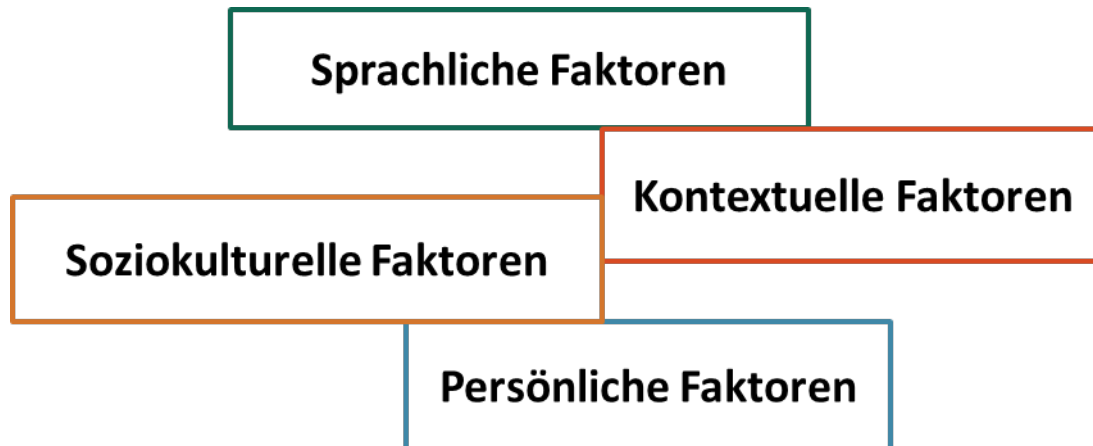 Sprachliche Faktoren
Kontextuelle Faktoren
Soziokulturelle Faktoren
Persönliche Faktoren